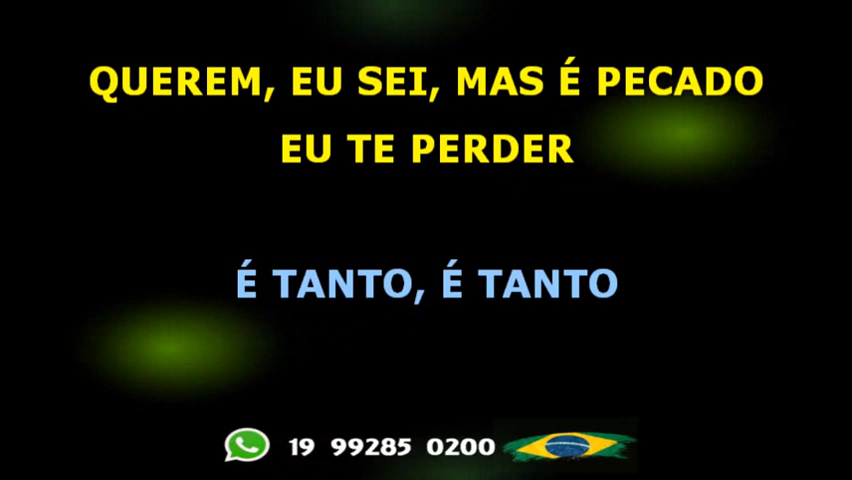 QUEREM, EU SEI, MAS É PECADO
EU TE PERDER
É TANTO, É TANTO
19 99285 0200